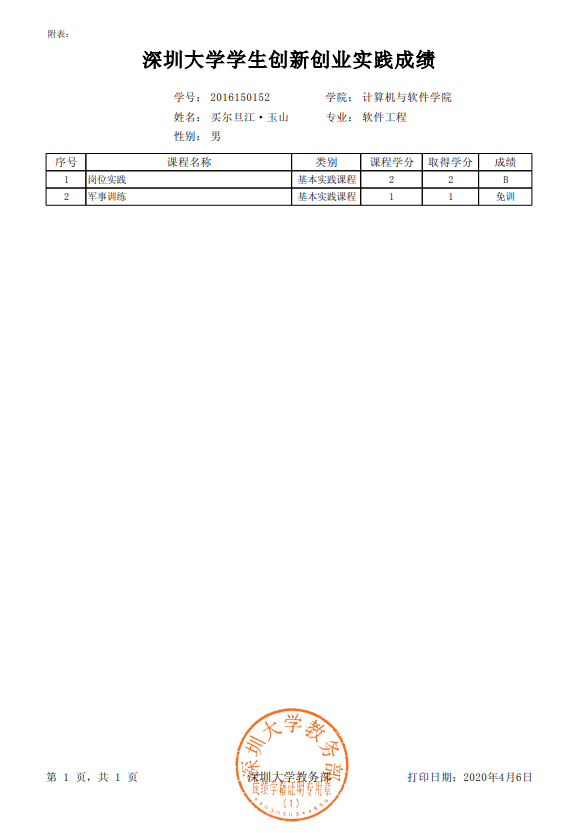 附表：
深圳大学学生创新创业实践成绩
学号： 2016150152 学院： 计算机与软件学院
姓名： 买尔旦江·玉山 专业： 软件工程
性别： 男
序号 课程名称 类别 课程学分 取得学分 成绩
1 岗位实践 基本实践课程 2 2 B
2 军事训练 基本实践课程 1 1 免训
深圳大学教务部
第 1 页，共 1 页 深圳大学教务部 打印日期：2020年4月6日
成绩学籍证明专用章
(1)